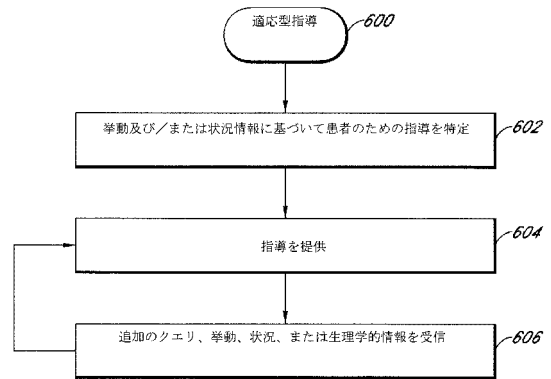 適応型指導
600
挙動及び／または状況情報に基づいて患者のための指導を特定
602
指導を提供
604
追加のクエリ、挙動、状況、または生理学的情報を受信
606